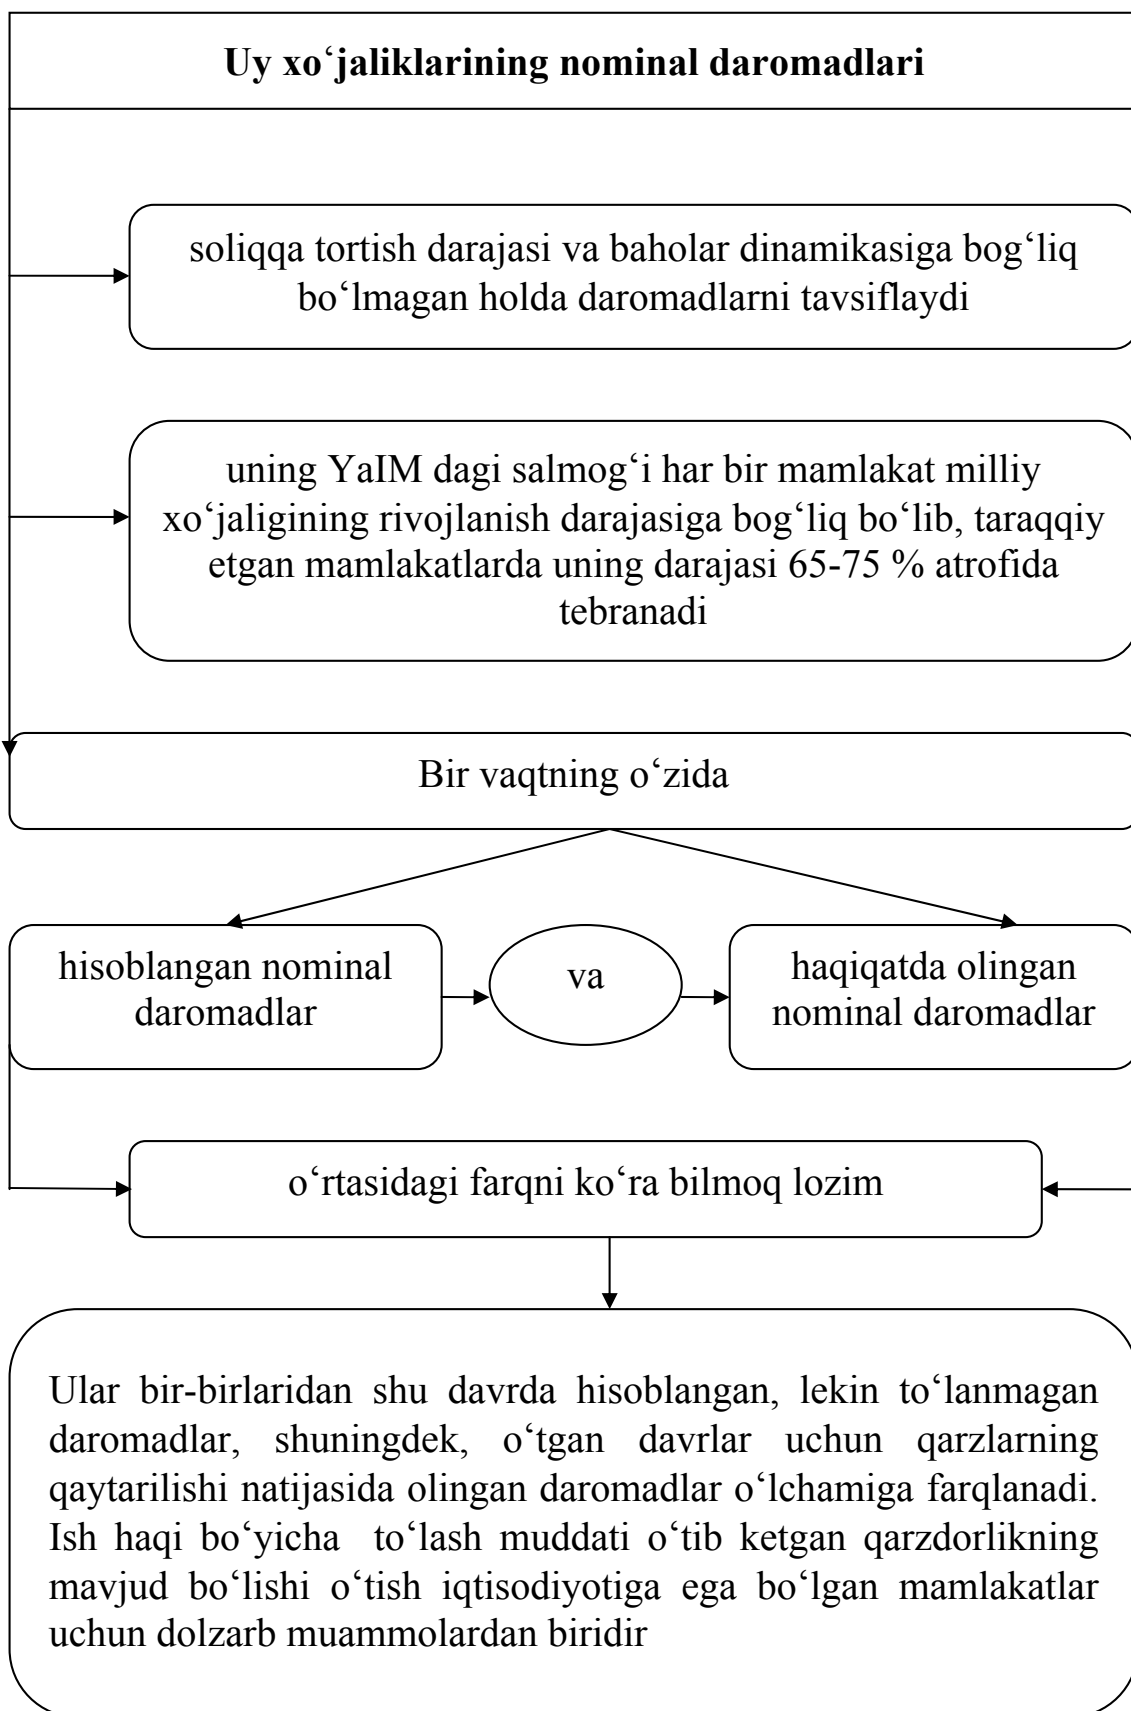 Uy xo‘jaliklarining nominal daromadlari
soliqqa tortish darajasi va baholar dinamikasiga bog‘liq
bo‘lmagan holda daromadlarni tavsiflaydi
uning YaIM dagi salmog‘i har bir mamlakat milliy
xo‘jaligining rivojlanish darajasiga bog‘liq bo‘lib, taraqqiy
etgan mamlakatlarda uning darajasi 65-75 % atrofida
tebranadi
Bir vaqtning o‘zida
hisoblangan nominal
daromadlar
va
haqiqatda olingan
nominal daromadlar
o‘rtasidagi farqni ko‘ra bilmoq lozim
Ular bir-birlaridan shu davrda hisoblangan, lekin to‘lanmagan
daromadlar, shuningdek, o‘tgan davrlar uchun qarzlarning
qaytarilishi natijasida olingan daromadlar o‘lchamiga farqlanadi.
Ish haqi bo‘yicha to‘lash muddati o‘tib ketgan qarzdorlikning
mavjud bo‘lishi o‘tish iqtisodiyotiga ega bo‘lgan mamlakatlar
uchun dolzarb muammolardan biridir